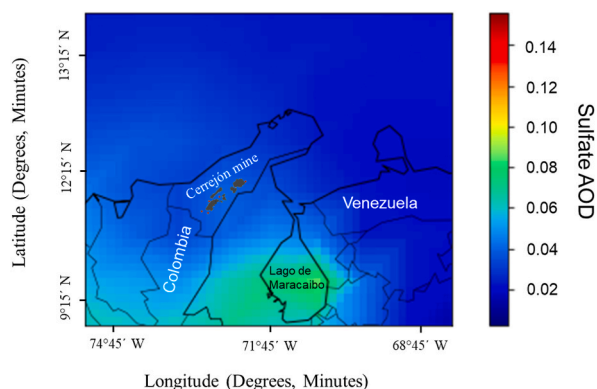 Latitude (Degrees, Minutes)
13°15´ N
12°15´ N
9°15´ N
Cerrejón mine
Colombia
Venezuela
Lago de
Maracaibo
74°45´ W
71°45´ W
68°45´ W
Longitude (Degrees, Minutes)
0.14
0.12
0.10
0.08
0.06
0.04
0.02
Sulfate AOD